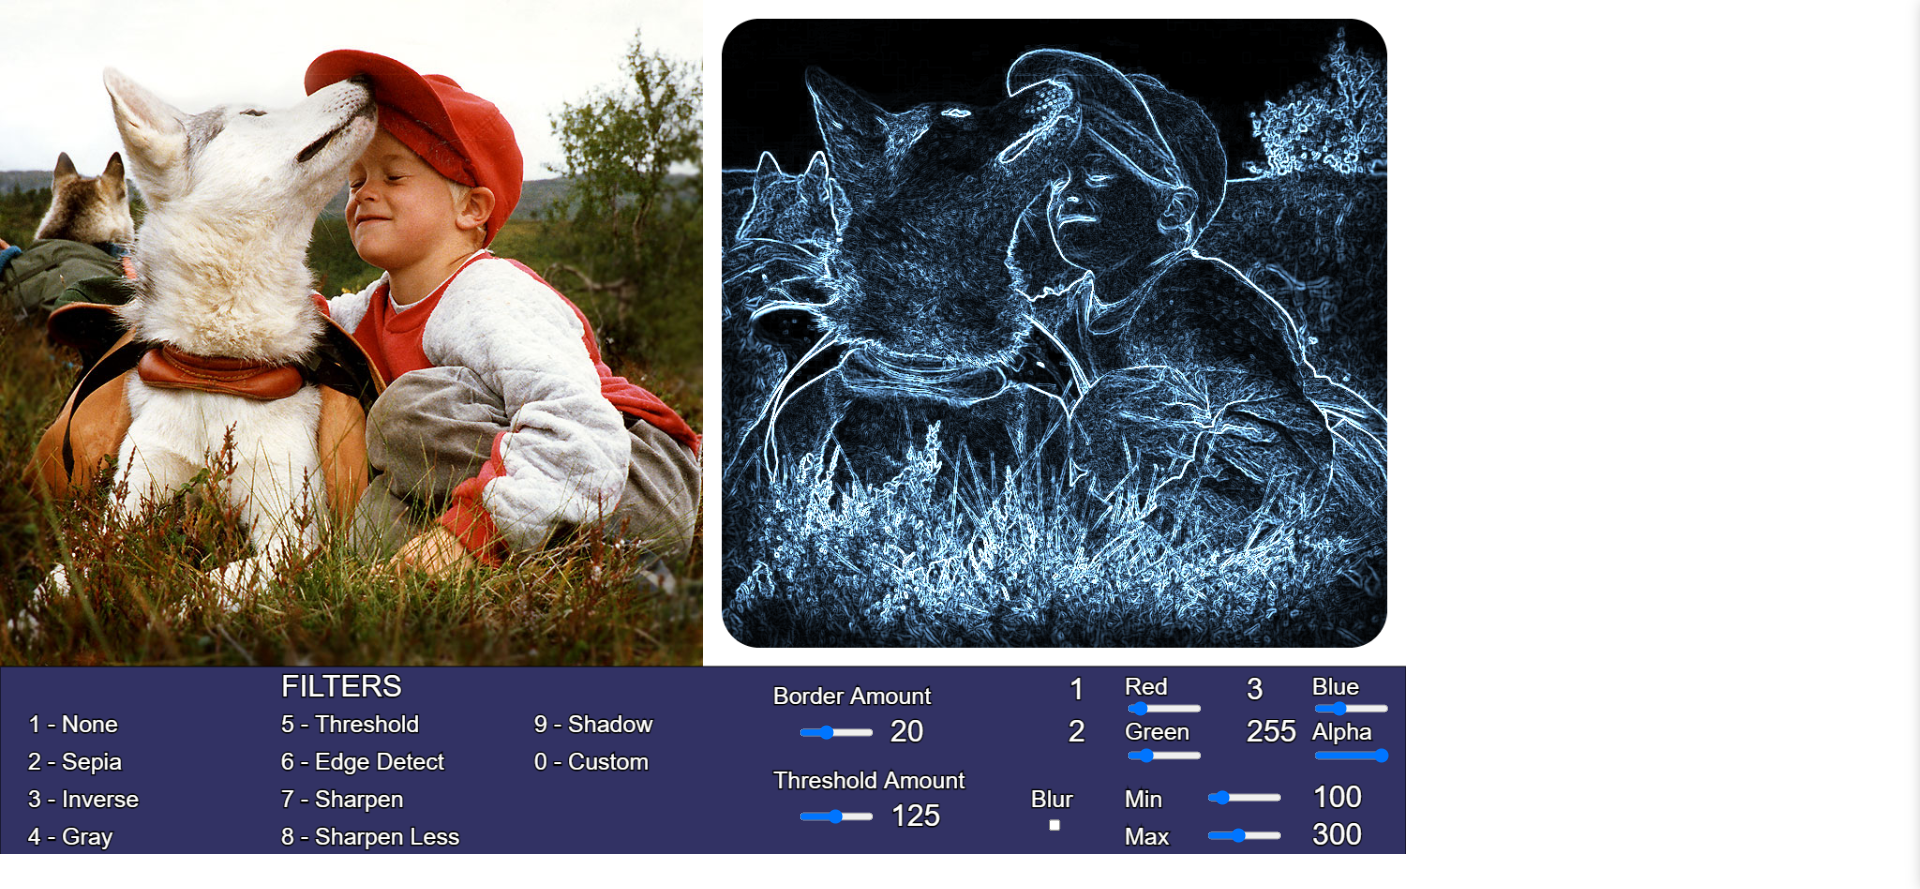 FILTERS
1 - None
2 - Sepia
3 - Inverse
4 - Gray
5 - Threshold
6 - Edge Detect
7 - Sharpen
8 - Sharpen Less
9 - Shadow
0 - Custom
Border Amount
20
Threshold Amount
125
Blur
1 Red
2 Green
3 Blue
255 Alpha
Min 100
Max 300